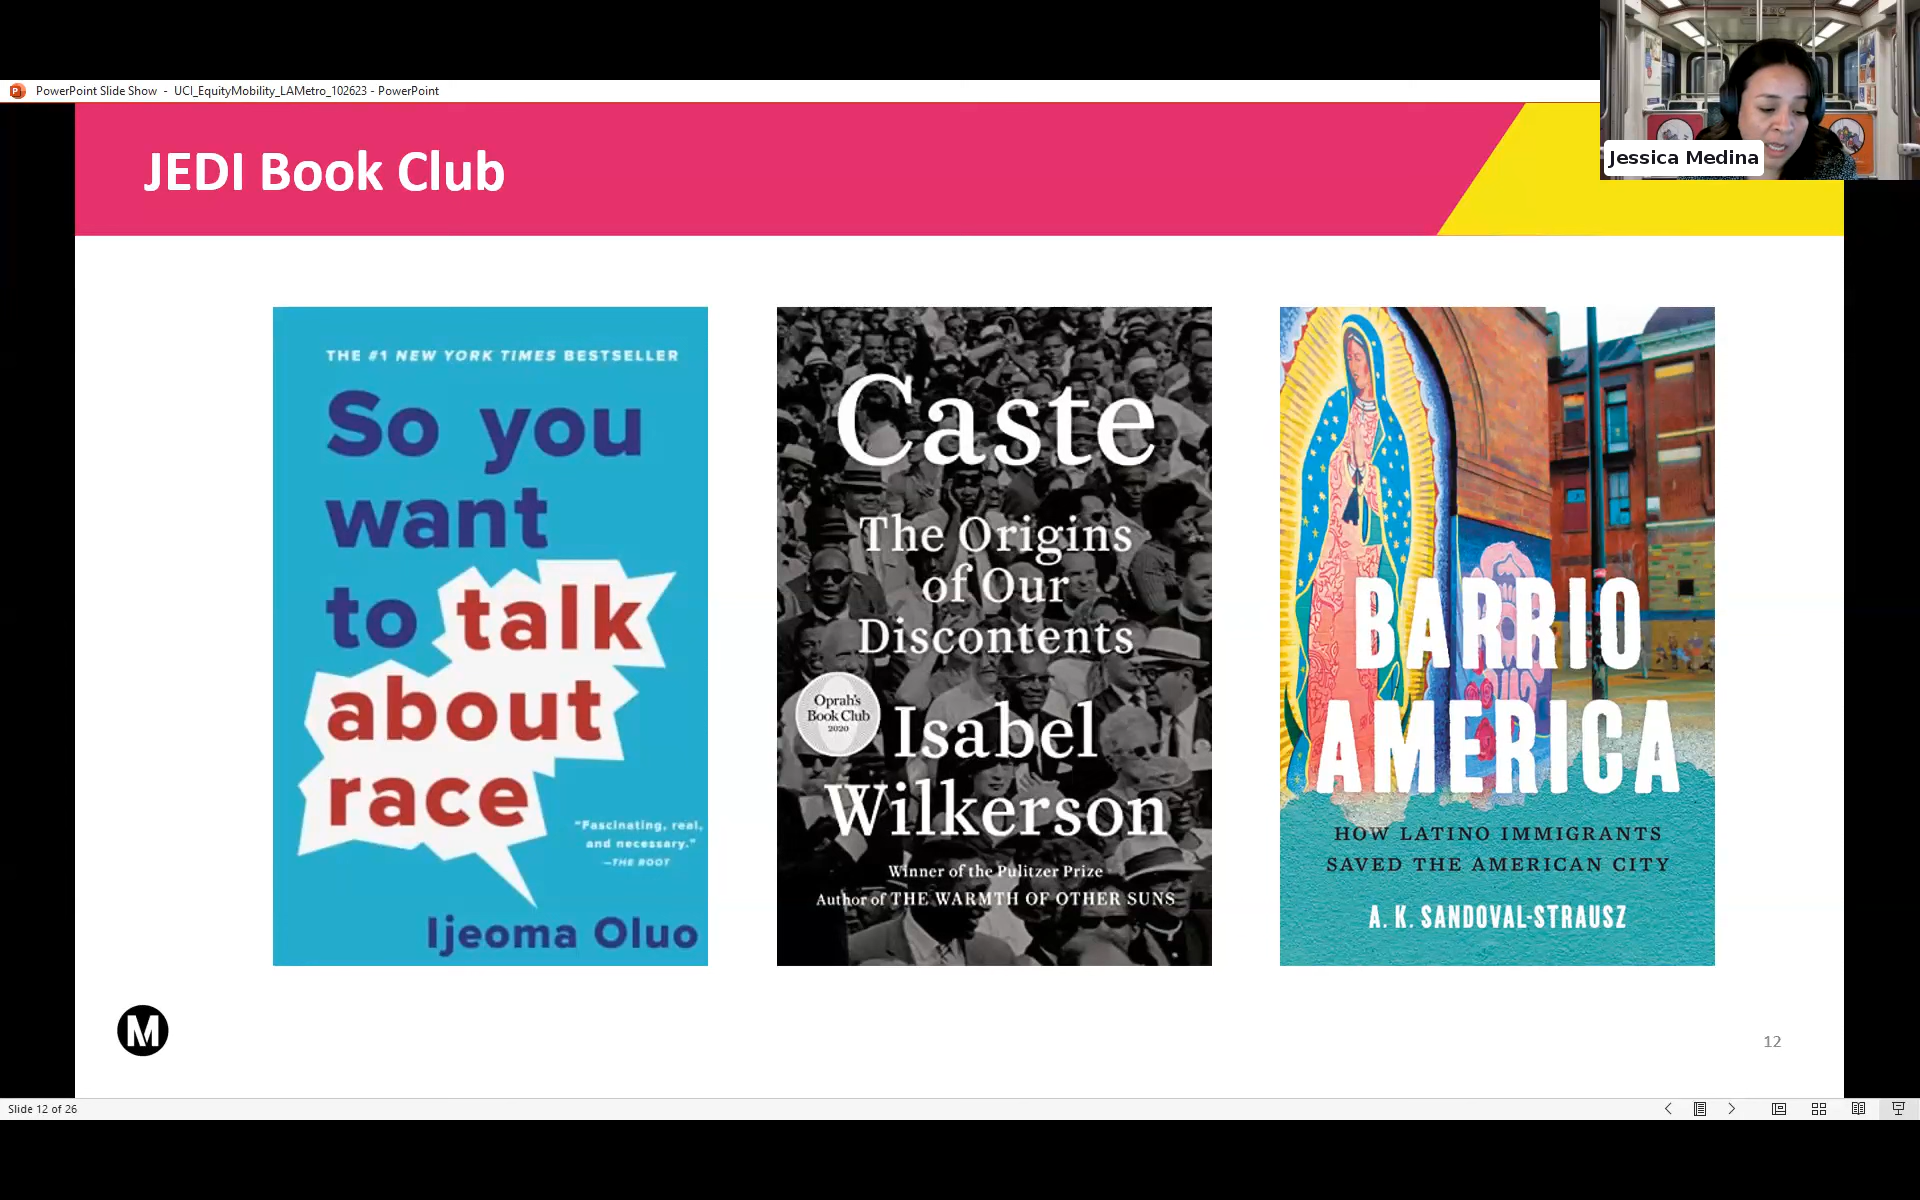 PowerPoint Slide Show - UCI_EquityMobility_LAMetro_102623 - PowerPoint
Jessica Medina
JEDI Book Club
THE #1 NEW YORK TIMES BESTSELLER
So you
want
to talk
about
race
"Fascinating, real,
and necessary."
—THE ROOT
Ijeoma Oluo
Caste
The Origins
of Our
Discontents
Oprah's
Book Club
2020
Isabel
Wilkerson
Winner of the Pulitzer Prize
Author of THE WARMTH OF OTHER SUNS
BARRIO
AMERICA
HOW LATINO IMMIGRANTS
SAVED THE AMERICAN CITY
A. K. SANDOVAL-STRAUSZ
M
12
Slide 12 of 26